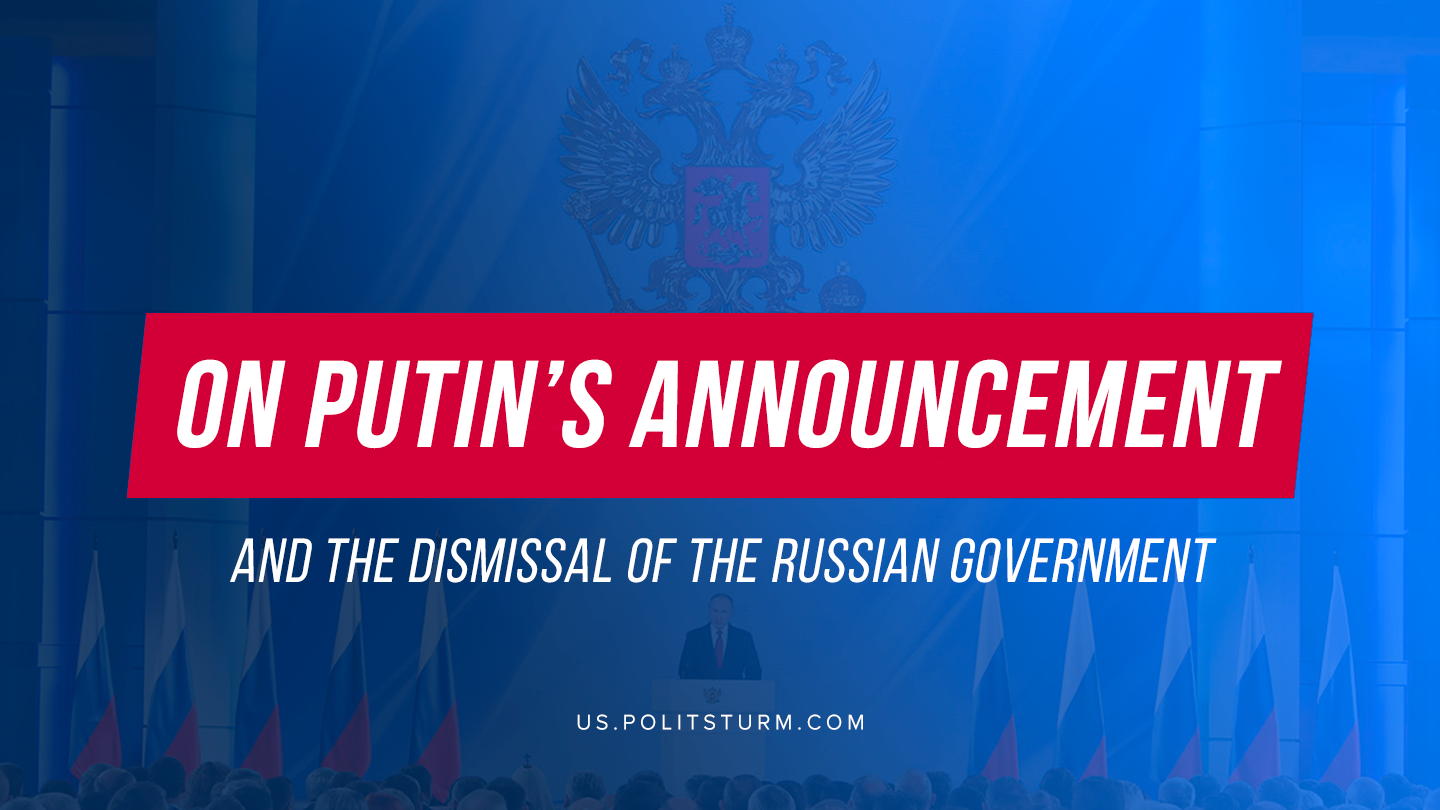 ON PUTIN'S ANNOUNCEMENT
AND THE DISMISSAL OF THE RUSSIAN GOVERNMENT
US.POLITSTURM.COM